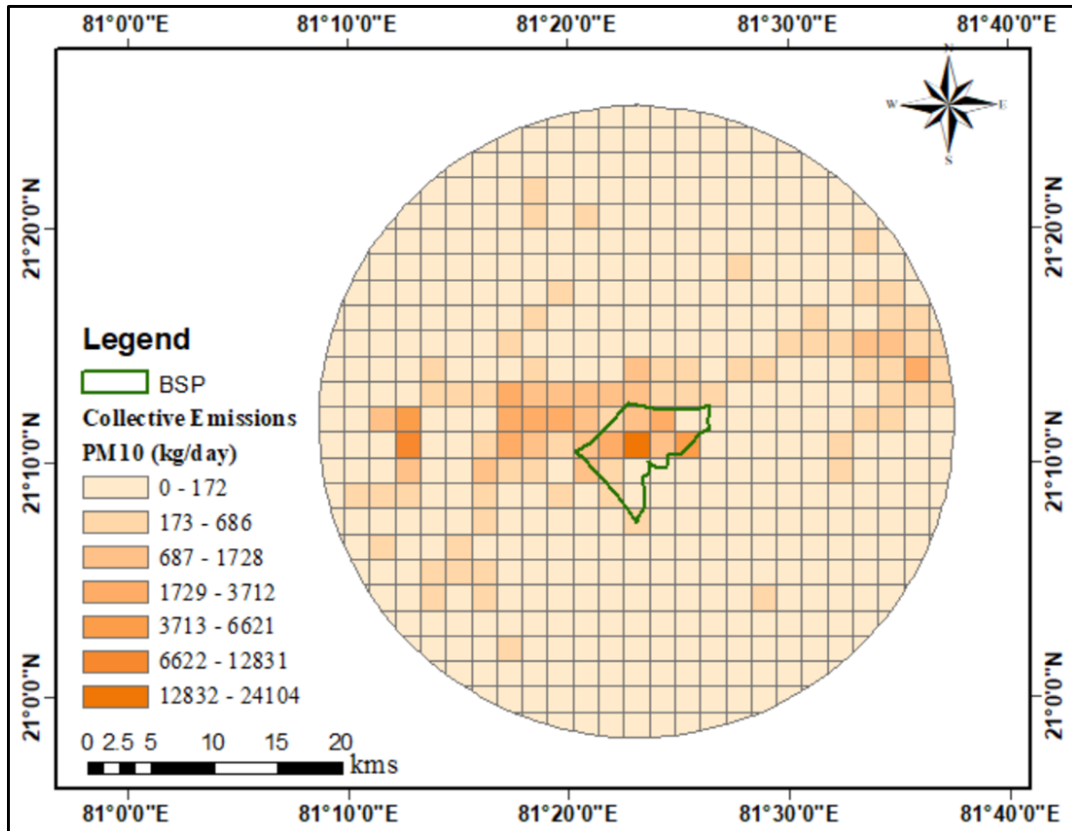 81°0'0"E 81°10'0"E 81°20'0"E 81°30'0"E 81°40'0"E
N
W E
S
21°20'0"N 21°20'0"N
Legend
BSP
Collective Emissions
PM10 (kg/day)
0 - 172
173 - 686
687 - 1728
1729 - 3712
3713 - 6621
6622 - 12831
12832 - 24104
21°10'0"N 21°10'0"N
21°0'0"N 21°0'0"N
0 2.5 5 10 15 20
kms
81°0'0"E 81°10'0"E 81°20'0"E 81°30'0"E 81°40'0"E